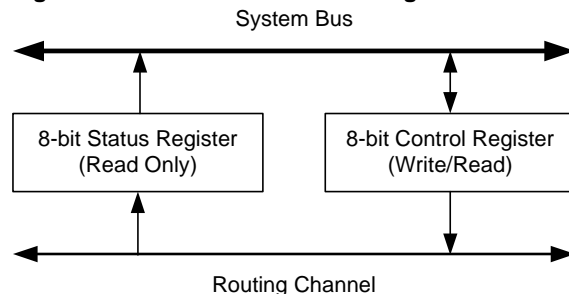 System Bus
8-bit Status Register
(Read Only)
8-bit Control Register
(Write/Read)
Routing Channel